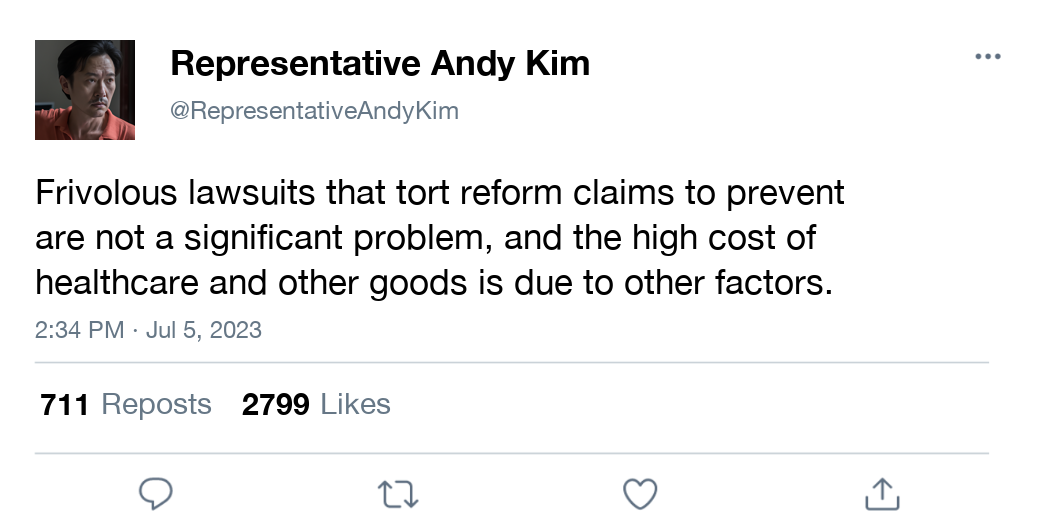 Representative Andy Kim
@RepresentativeAndyKim
Frivolous lawsuits that tort reform claims to prevent
are not a significant problem, and the high cost of
healthcare and other goods is due to other factors.
2:34 PM · Jul 5, 2023
711 Reposts 2799 Likes